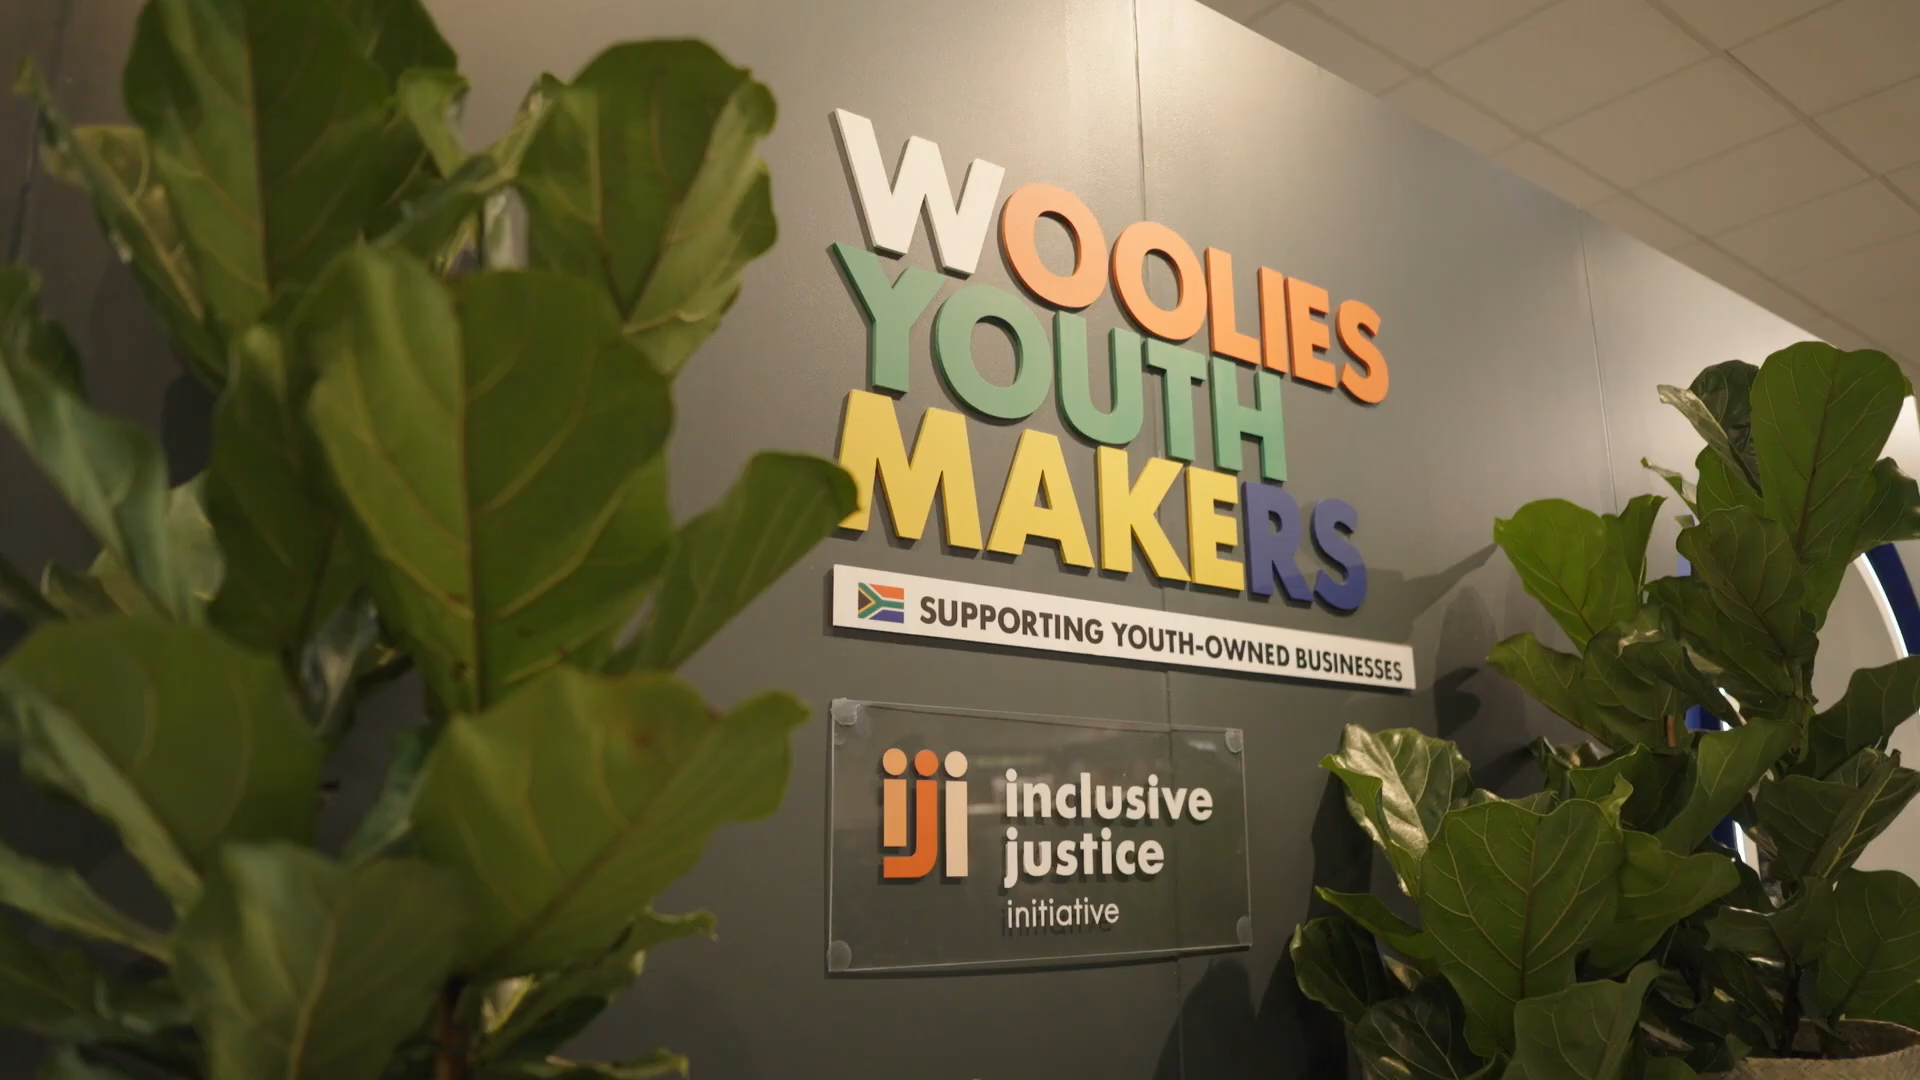 WOOLIES
YOUTH
MAKERS
SUPPORTING YOUTH-OWNED BUSINESSES
iji
inclusive
justice
initiative